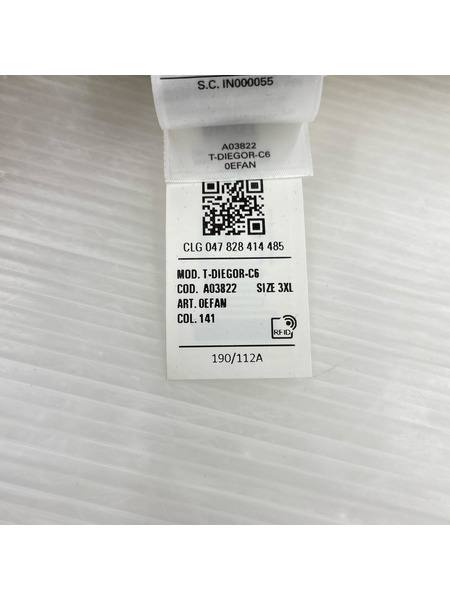 S.C. IN000055
A03822
T-DIEGOR-C6
0EFAN
CLG 047 828 414 485
MOD. T-DIEGOR-C6
COD. A03822 SIZE 3XL
ART. 0EFAN
COL. 141
RFID
190/112A